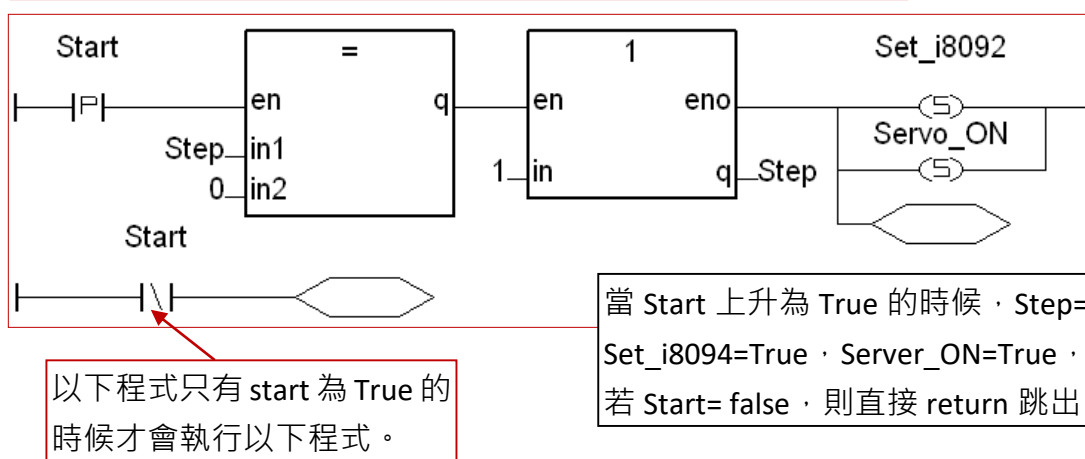 Start
=
1
Set_i8092
P
en
q
en
eno
S
Servo_ON
Step
in1
1
in
q
Step
S
0
in2
Start
當 Start 上升為 True 的時候，Step=
Set_i8094=True，Server_ON=True，
若 Start= false，則直接 return 跳出
以下程式只有 start 為 True 的
時候才會執行以下程式。